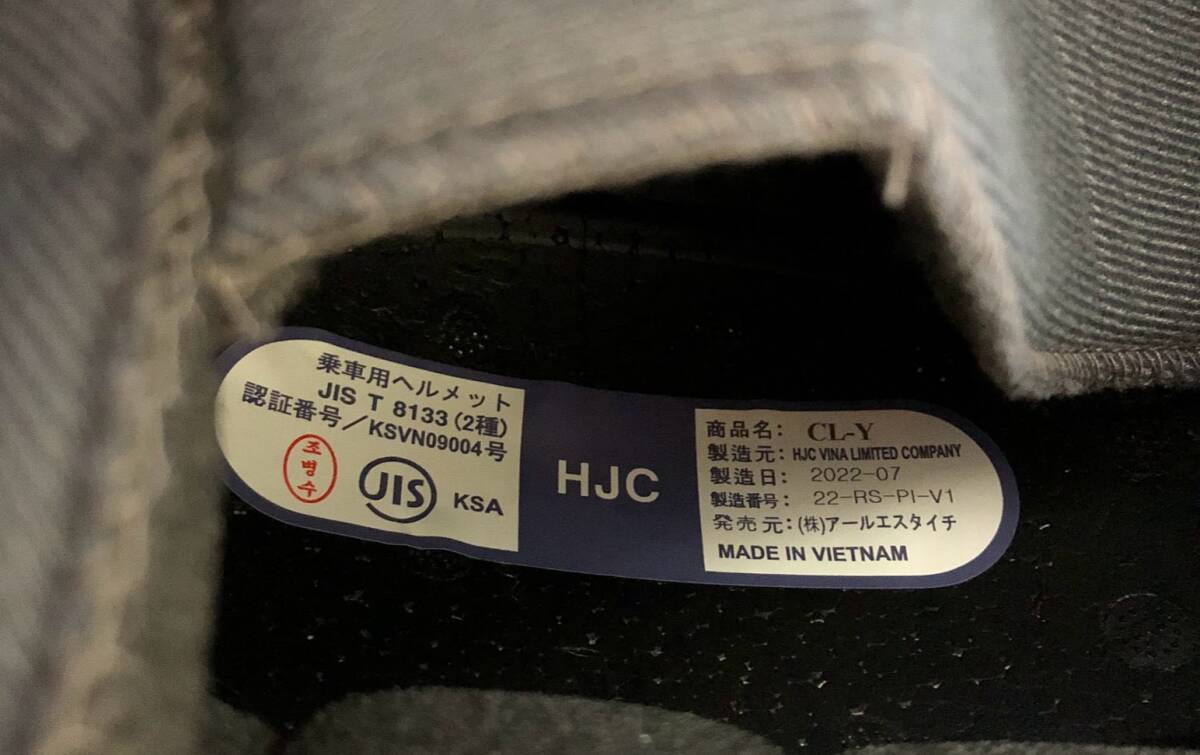 乗車用ヘルメット
JIS T 8133(2種)
認証番号/KSVN09004号
조병수
JIS
KSA
HJC
商品名: CL-Y
製造元: HJC VINA LIMITED COMPANY
製造日: 2022-07
製造番号: 22-RS-PI-V1
発売元:(株)アールエスタイチ
MADE IN VIETNAM